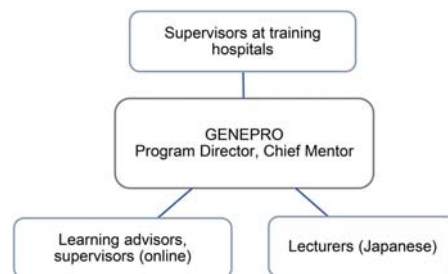 Supervisors at training
hospitals
GENEPRO
Program Director, Chief Mentor
Learning advisors,
supervisors (online)
Lecturers (Japanese)